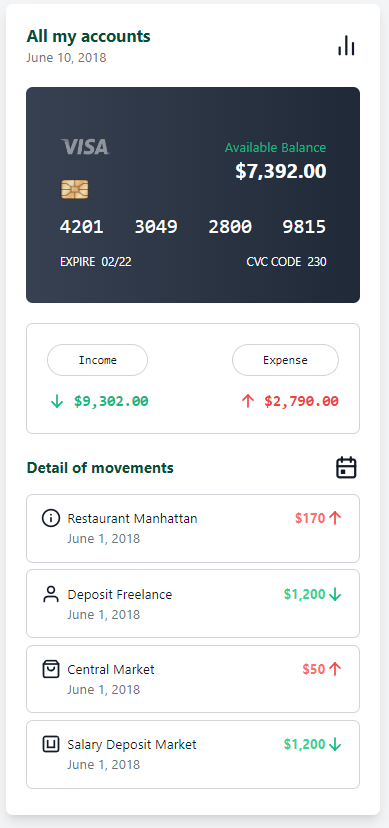 All my accounts
June 10, 2018
VISA
Available Balance
$7,392.00
4201 3049 2800 9815
EXPIRE 02/22 CVC CODE 230
Income Expense
$9,302.00 $2,790.00
Detail of movements
Restaurant Manhattan $170
June 1, 2018
Deposit Freelance $1,200
June 1, 2018
Central Market $50
June 1, 2018
Salary Deposit Market $1,200
June 1, 2018